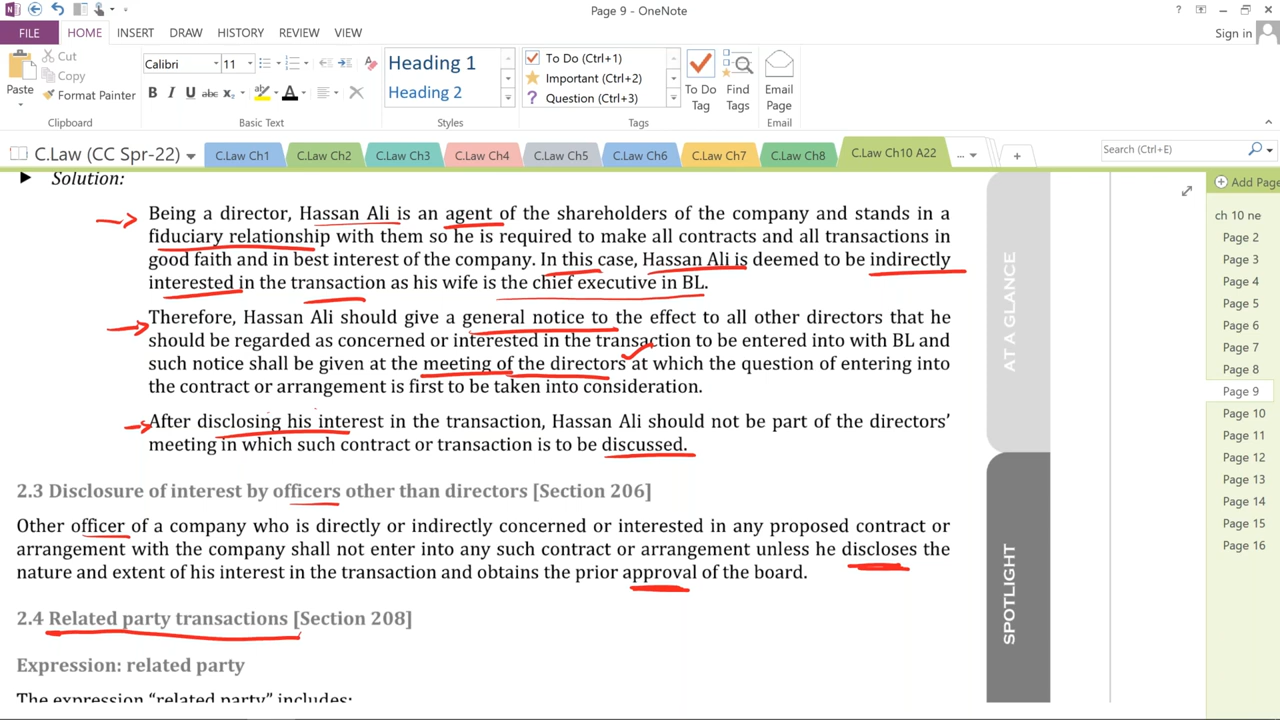 Page 9 - OneNote
?
FILE
HOME
INSERT
DRAW
HISTORY
REVIEW
VIEW
Sign in
Paste
Cut
Copy
Format Painter
Clipboard
Calibri
11
B I U abc x₂ A
Basic Text
Heading 1
Heading 2
Styles
To Do (Ctrl+1)
Important (Ctrl+2)
? Question (Ctrl+3)
To Do Tag
Find Tags
Tags
Email Page
Email
C.Law (CC Spr-22)
C.Law Ch1
C.Law Ch2
C.Law Ch3
C.Law Ch4
C.Law Ch5
C.Law Ch6
C.Law Ch7
C.Law Ch8
C.Law Ch10 A22
...
+
Search (Ctrl+E)
Solution:
Being a director, Hassan Ali is an agent of the shareholders of the company and stands in a
fiduciary relationship with them so he is required to make all contracts and all transactions in
good faith and in best interest of the company. In this case, Hassan Ali is deemed to be indirectly
interested in the transaction as his wife is the chief executive in BL.
Therefore, Hassan Ali should give a general notice to the effect to all other directors that he
should be regarded as concerned or interested in the transaction to be entered into with BL and
such notice shall be given at the meeting of the directors at which the question of entering into
the contract or arrangement is first to be taken into consideration.
After disclosing his interest in the transaction, Hassan Ali should not be part of the directors’
meeting in which such contract or transaction is to be discussed.
2.3 Disclosure of interest by officers other than directors [Section 206]
Other officer of a company who is directly or indirectly concerned or interested in any proposed contract or
arrangement with the company shall not enter into any such contract or arrangement unless he discloses the
nature and extent of his interest in the transaction and obtains the prior approval of the board.
2.4 Related party transactions [Section 208]
Expression: related party
The expression “related party” includes:
AT A GLANCE
SPOTLIGHT
Add Page
ch 10 ne
Page 2
Page 3
Page 4
Page 5
Page 6
Page 7
Page 8
Page 9
Page 10
Page 11
Page 12
Page 13
Page 14
Page 15
Page 16